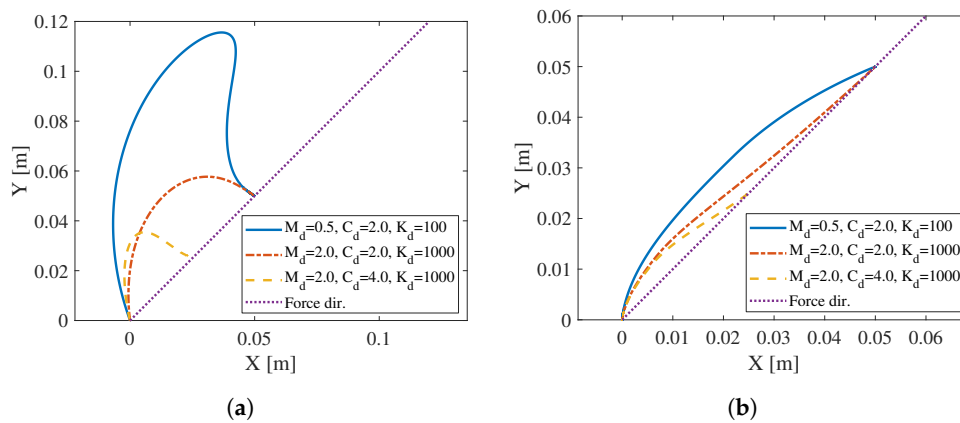 0.12
0.1
0.08
0.06
0.04
0.02
0
Y [m]
0
0.05
0.1
X [m]
M_d=0.5, C_d=2.0, K_d=100
M_d=2.0, C_d=2.0, K_d=1000
M_d=2.0, C_d=4.0, K_d=1000
Force dir.
(a)
0.06
0.05
0.04
0.03
0.02
0.01
0
Y [m]
0 0.01 0.02 0.03 0.04 0.05 0.06
X [m]
M_d=0.5, C_d=2.0, K_d=100
M_d=2.0, C_d=2.0, K_d=1000
M_d=2.0, C_d=4.0, K_d=1000
Force dir.
(b)